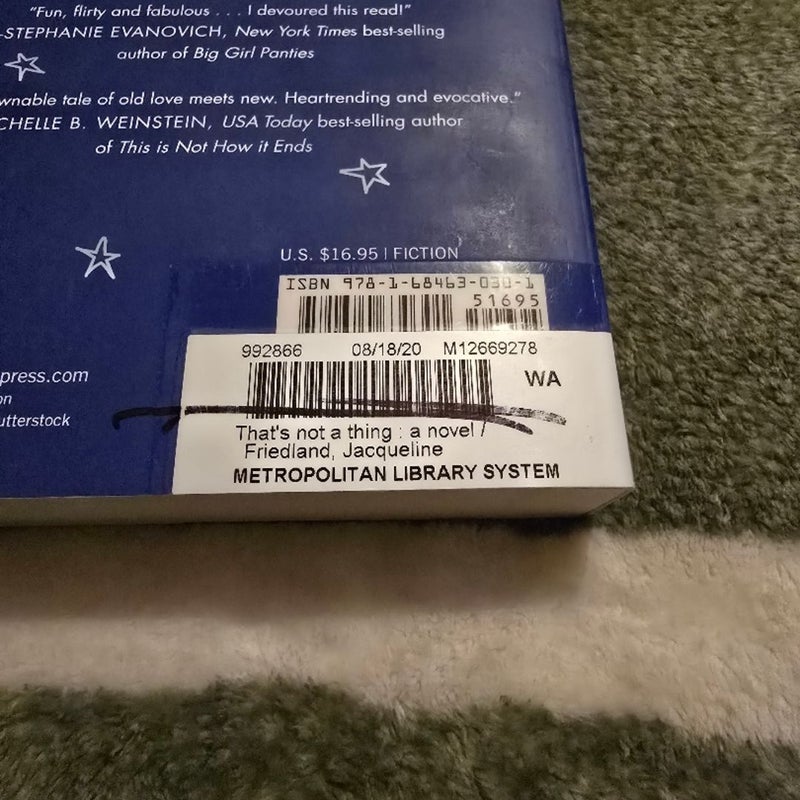 “Fun, flirty and fabulous . . . I devoured this read!”
–STEPHANIE EVANOVICH, New York Times best-selling
author of Big Girl Panties
tale of old love meets new. Heartrending and evocative.”
B. WEINSTEIN, USA Today best-selling author
of This is Not How it Ends
U.S. $16.95 | FICTION
ISBN 978-1-68463-030-1
51695
992866 08/18/20 M12669278
WA
That's not a thing : a novel /
Friedland, Jacqueline
METROPOLITAN LIBRARY SYSTEM
press.com